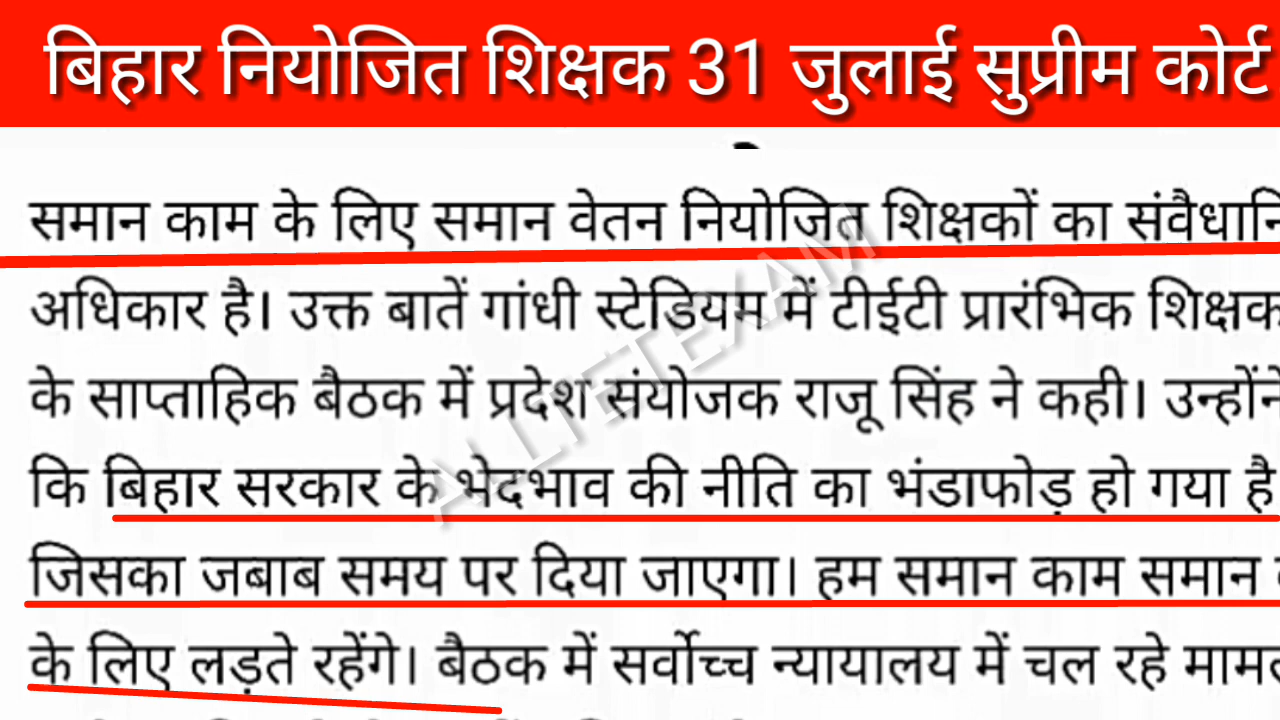 बिहार नियोजित शिक्षक 31 जुलाई सुप्रीम कोर्ट
समान काम के लिए समान वेतन नियोजित शिक्षकों का
अधिकार है। उक्त बातें गांधी स्टेडियम में टीईटी प्रारंभिक शिक्षक
के साप्ताहिक बैठक में प्रदेश संयोजक राजू सिंह ने कही। उन्होंने
कि बिहार सरकार के भेदभाव की नीति का भंडाफोड़ हो गया है
जिसका जबाब समय पर दिया जाएगा। हम समान काम समान
के लिए लड़ते रहेंगे। बैठक में सर्वोच्च न्यायालय में चल रहे